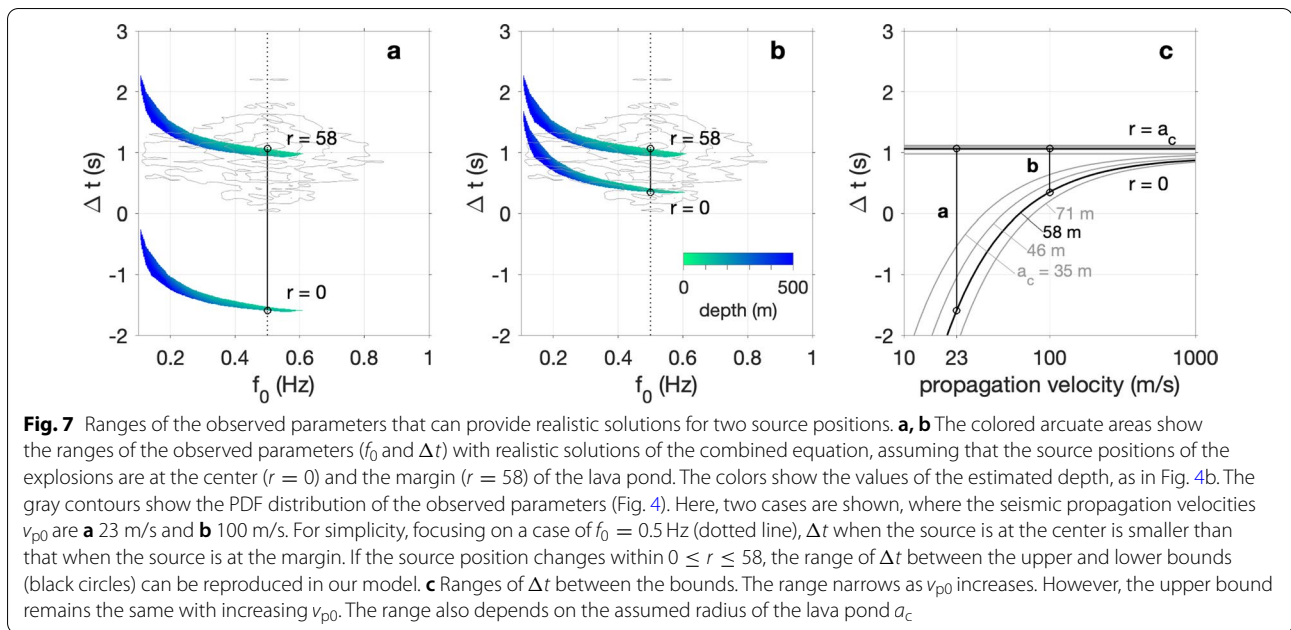 3
2
1
0
-1
-2
Δ t (s)
a
r = 58
r = 0
0.2 0.4 0.6 0.8 1
f0 (Hz)
3
2
1
0
-1
-2
Δ t (s)
b
r = 58
r = 0
0 500
depth (m)
0.2 0.4 0.6 0.8 1
f0 (Hz)
3
2
1
0
-1
-2
Δ t (s)
c
r = ac
b
r = 0
a
71 m
58 m
46 m
ac = 35 m
10 23 100 1000
propagation velocity (m/s)
Fig. 7 Ranges of the observed parameters that can provide realistic solutions for two source positions. a, b The colored arcuate areas show
the ranges of the observed parameters (f0 and Δt) with realistic solutions of the combined equation, assuming that the source positions of the
explosions are at the center (r = 0) and the margin (r = 58) of the lava pond. The colors show the values of the estimated depth, as in Fig. 4b. The
gray contours show the PDF distribution of the observed parameters (Fig. 4). Here, two cases are shown, where the seismic propagation velocities
vp0 are a 23 m/s and b 100 m/s. For simplicity, focusing on a case of f0 = 0.5 Hz (dotted line), Δt when the source is at the center is smaller than
that when the source is at the margin. If the source position changes within 0 ≤ r ≤ 58, the range of Δt between the upper and lower bounds
(black circles) can be reproduced in our model. c Ranges of Δt between the bounds. The range narrows as vp0 increases. However, the upper bound
remains the same with increasing vp0. The range also depends on the assumed radius of the lava pond ac